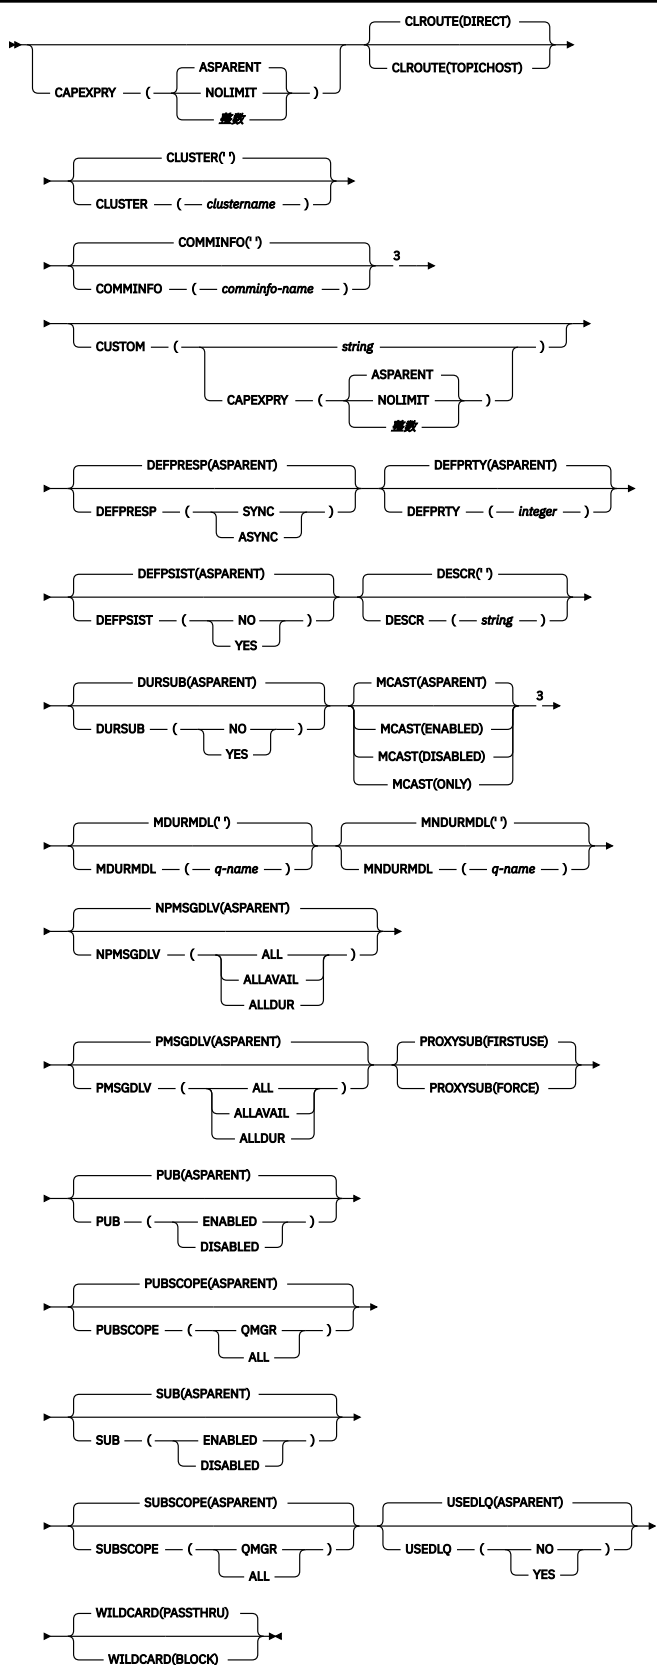 CLROUTE(DIRECT)
CLROUTE(TOPICHOST)
ASPARENT
CAPEXPRY ( NOLIMIT )
整数
CLUSTER(' ')
CLUSTER ( clustername )
COMMINFO(' ')
3
COMMINFO ( comminfo-name )
CUSTOM ( string )
ASPARENT
CAPEXPRY ( NOLIMIT )
整数
DEFPRESP(ASPARENT)
DEFPRESP ( SYNC )
ASYNC
DEFPRTY(ASPARENT)
DEFPRTY ( integer )
DEFPSIST(ASPARENT)
DEFPSIST ( NO )
YES
DESCR(' ')
DESCR ( string )
DURSUB(ASPARENT)
DURSUB ( NO )
YES
MCAST(ASPARENT)
3
MCAST(ENABLED)
MCAST(DISABLED)
MCAST(ONLY)
MDURMDL(' ')
MDURMDL ( q-name )
MNDURMDL(' ')
MNDURMDL ( q-name )
NPMSGDLV(ASPARENT)
NPMSGDLV ( ALL )
ALLAVAIL
ALLDUR
PMSGDLV(ASPARENT)
PMSGDLV ( ALL )
ALLAVAIL
ALLDUR
PROXYSUB(FIRSTUSE)
PROXYSUB(FORCE)
PUB(ASPARENT)
PUB ( ENABLED )
DISABLED
PUBSCOPE(ASPARENT)
PUBSCOPE ( QMGR )
ALL
SUB(ASPARENT)
SUB ( ENABLED )
DISABLED
SUBSCOPE(ASPARENT)
SUBSCOPE ( QMGR )
ALL
USEDLQ(ASPARENT)
USEDLQ ( NO )
YES
WILDCARD(PASSTHRU)
WILDCARD(BLOCK)